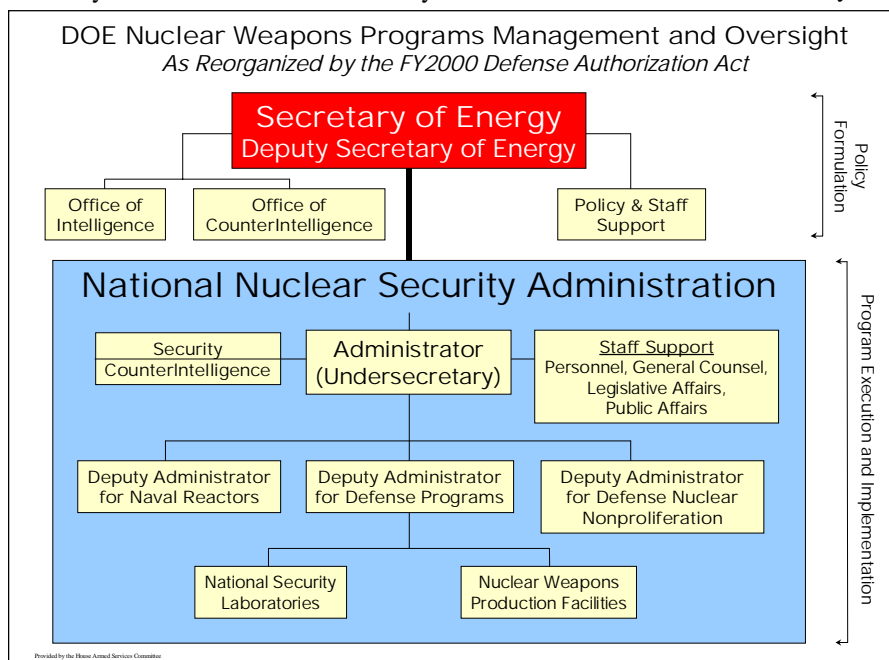 DOE Nuclear Weapons Programs Management and Oversight
As Reorganized by the FY2000 Defense Authorization Act
Secretary of Energy
Deputy Secretary of Energy
Policy
Formulation
Office of
Intelligence
Office of
CounterIntelligence
Policy & Staff
Support
National Nuclear Security Administration
Security
CounterIntelligence
Administrator
(Undersecretary)
Staff Support
Personnel, General Counsel,
Legislative Affairs,
Public Affairs
Program Execution and Implementation
Deputy Administrator
for Naval Reactors
Deputy Administrator
for Defense Programs
Deputy Administrator
for Defense Nuclear
Nonproliferation
National Security
Laboratories
Nuclear Weapons
Production Facilities
Provided by the House Armed Services Committee